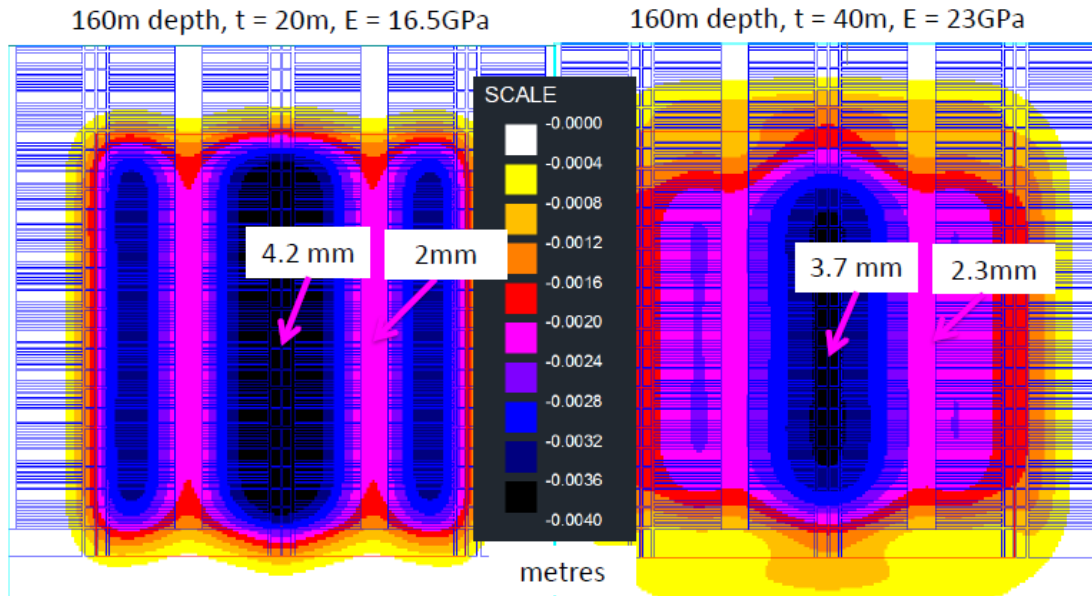 160m depth, t = 20m, E = 16.5GPa
160m depth, t = 40m, E = 23GPa
SCALE
-0.0000
-0.0004
-0.0008
-0.0012
-0.0016
-0.0020
-0.0024
-0.0028
-0.0032
-0.0036
-0.0040
4.2 mm
2mm
3.7 mm
2.3mm
metres